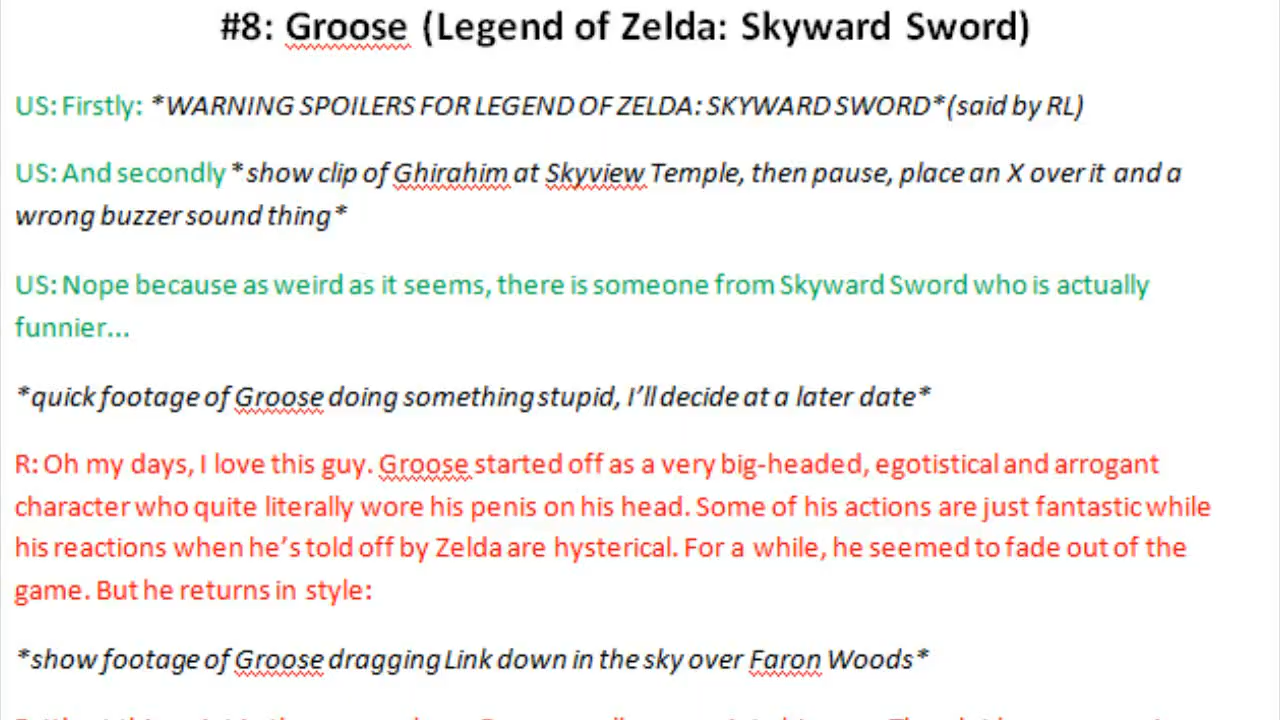 #8: Groose (Legend of Zelda: Skyward Sword)
US: Firstly: *WARNING SPOILERS FOR LEGEND OF ZELDA: SKYWARD SWORD* (said by RL)
US: And secondly *show clip of Ghirahim at Skyview Temple, then pause, place an X over it and a
wrong buzzer sound thing*
US: Nope because as weird as it seems, there is someone from Skyward Sword who is actually
funnier...
*quick footage of Groose doing something stupid, I'll decide at a later date*
R: Oh my days, I love this guy. Groose started off as a very big-headed, egotistical and arrogant
character who quite literally wore his penis on his head. Some of his actions are just fantastic while
his reactions when he's told off by Zelda are hysterical. For a while, he seemed to fade out of the
game. But he returns in style:
*show footage of Groose dragging Link down in the sky over Faron Woods*